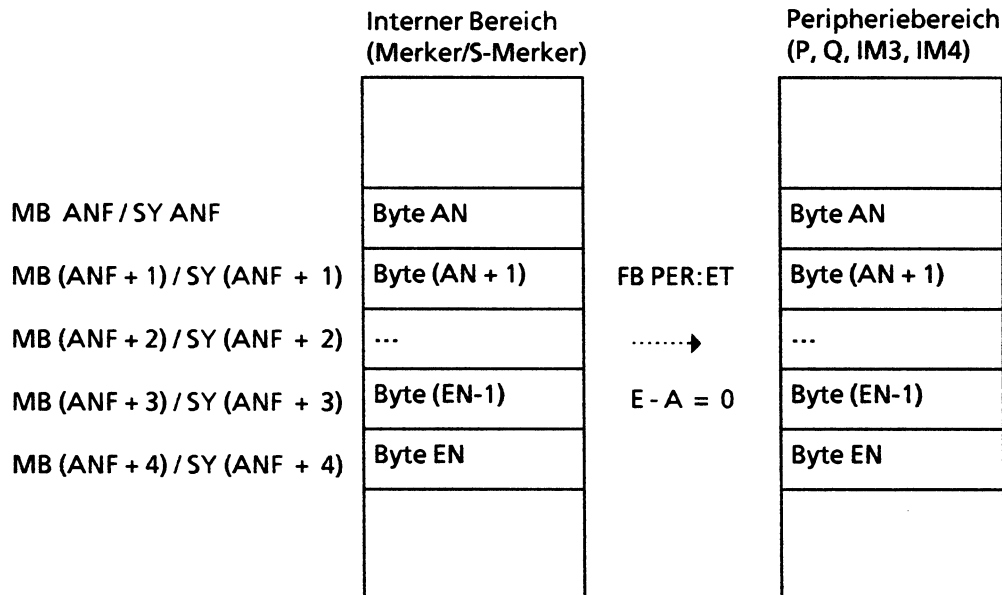 Interner Bereich Peripheriebereich
(Merker/S-Merker) (P, Q, IM3, IM4)
MB ANF / SY ANF Byte AN Byte AN
MB (ANF + 1) / SY (ANF + 1) Byte (AN + 1) FB PER:ET Byte (AN + 1)
MB (ANF + 2) / SY (ANF + 2) ... ...
MB (ANF + 3) / SY (ANF + 3) Byte (EN-1) E - A = 0 Byte (EN-1)
MB (ANF + 4) / SY (ANF + 4) Byte EN Byte EN